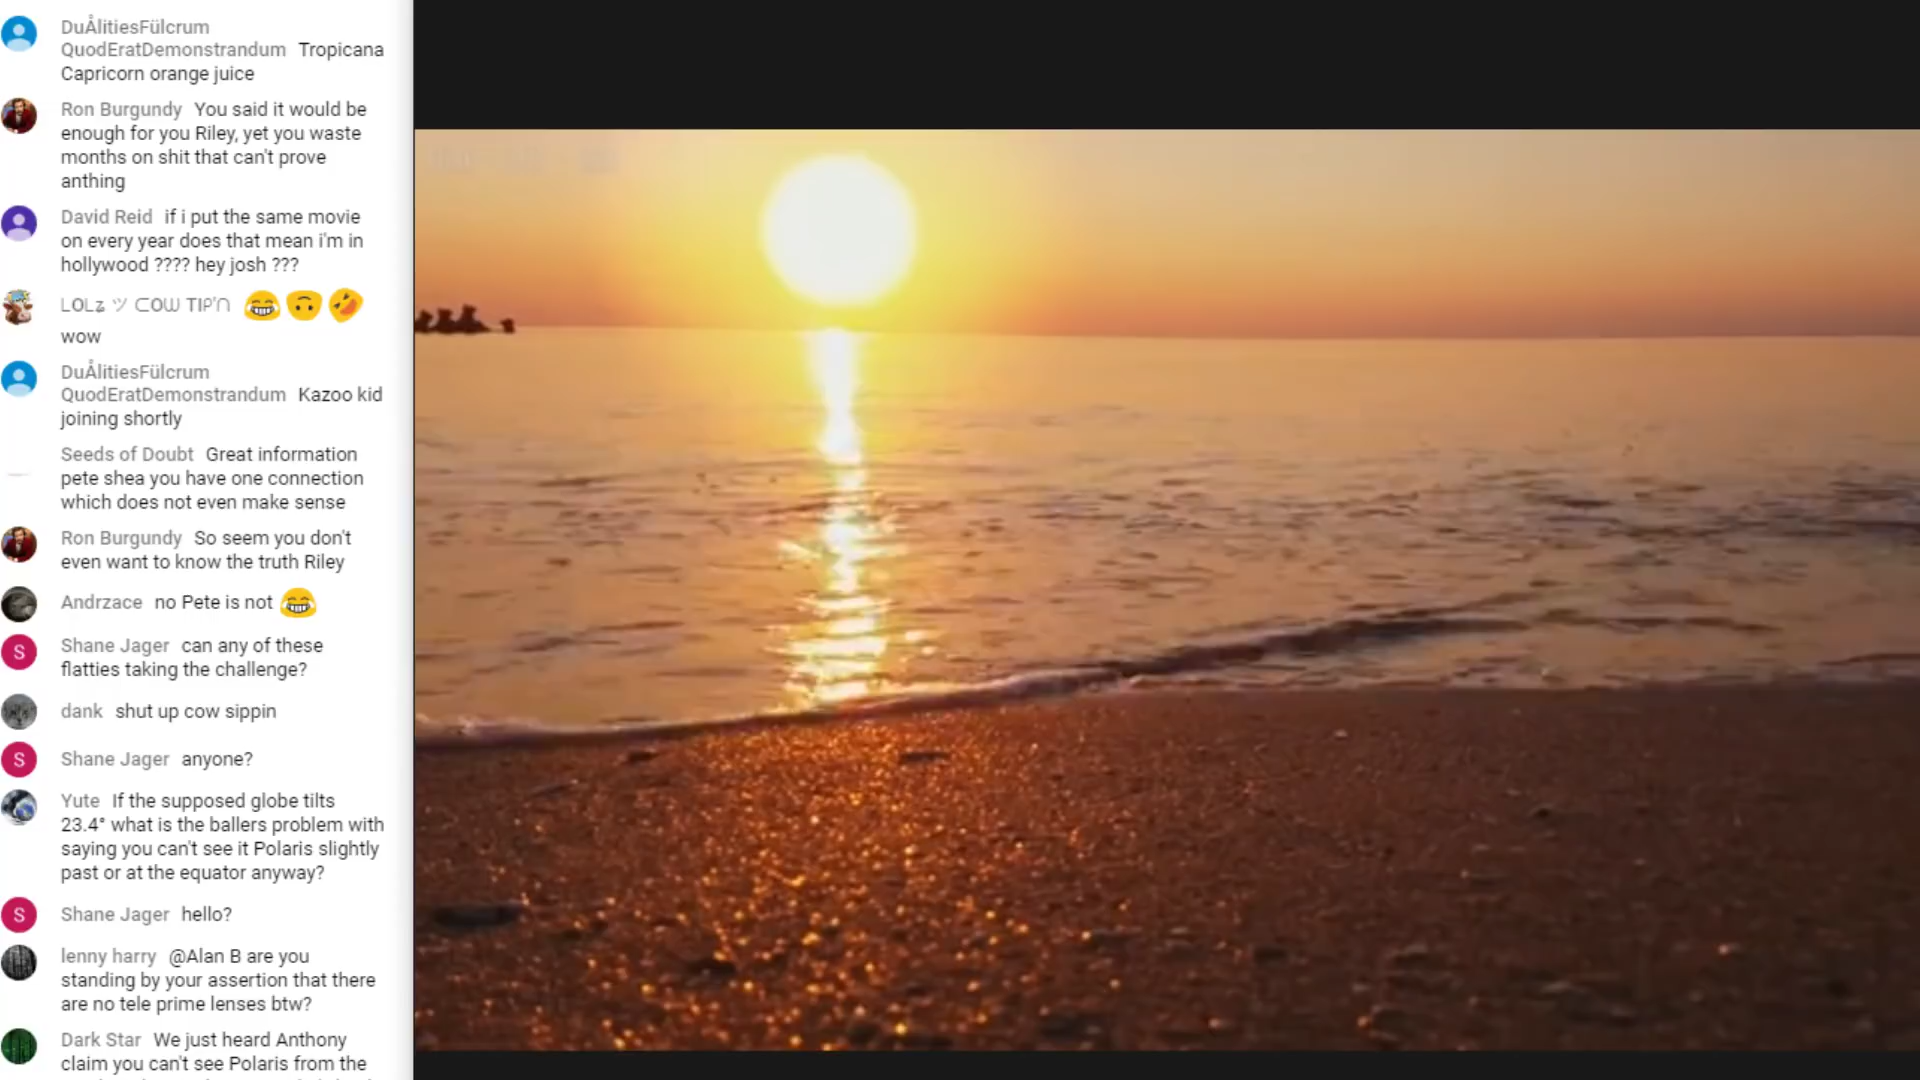 DuÅlitiesFülcrum
QuodEratDemonstrandum Tropicana
Capricorn orange juice
Ron Burgundy You said it would be
enough for you Riley, yet you waste
months on shit that can't prove
anthing
David Reid if i put the same movie
on every year does that mean i'm in
hollywood ???? hey josh ???
LOLʑ ツ ᑕOᗯ TIᑭ'ᑎ 😂🙃🤣
wow
DuÅlitiesFülcrum
QuodEratDemonstrandum Kazoo kid
joining shortly
Seeds of Doubt Great information
pete shea you have one connection
which does not even make sense
Ron Burgundy So seem you don't
even want to know the truth Riley
Andrzace no Pete is not 😂
S Shane Jager can any of these
flatties taking the challenge?
dank shut up cow sippin
S Shane Jager anyone?
Yute If the supposed globe tilts
23.4° what is the ballers problem with
saying you can't see it Polaris slightly
past or at the equator anyway?
S Shane Jager hello?
lenny harry @Alan B are you
standing by your assertion that there
are no tele prime lenses btw?
Dark Star We just heard Anthony
claim you can't see Polaris from the